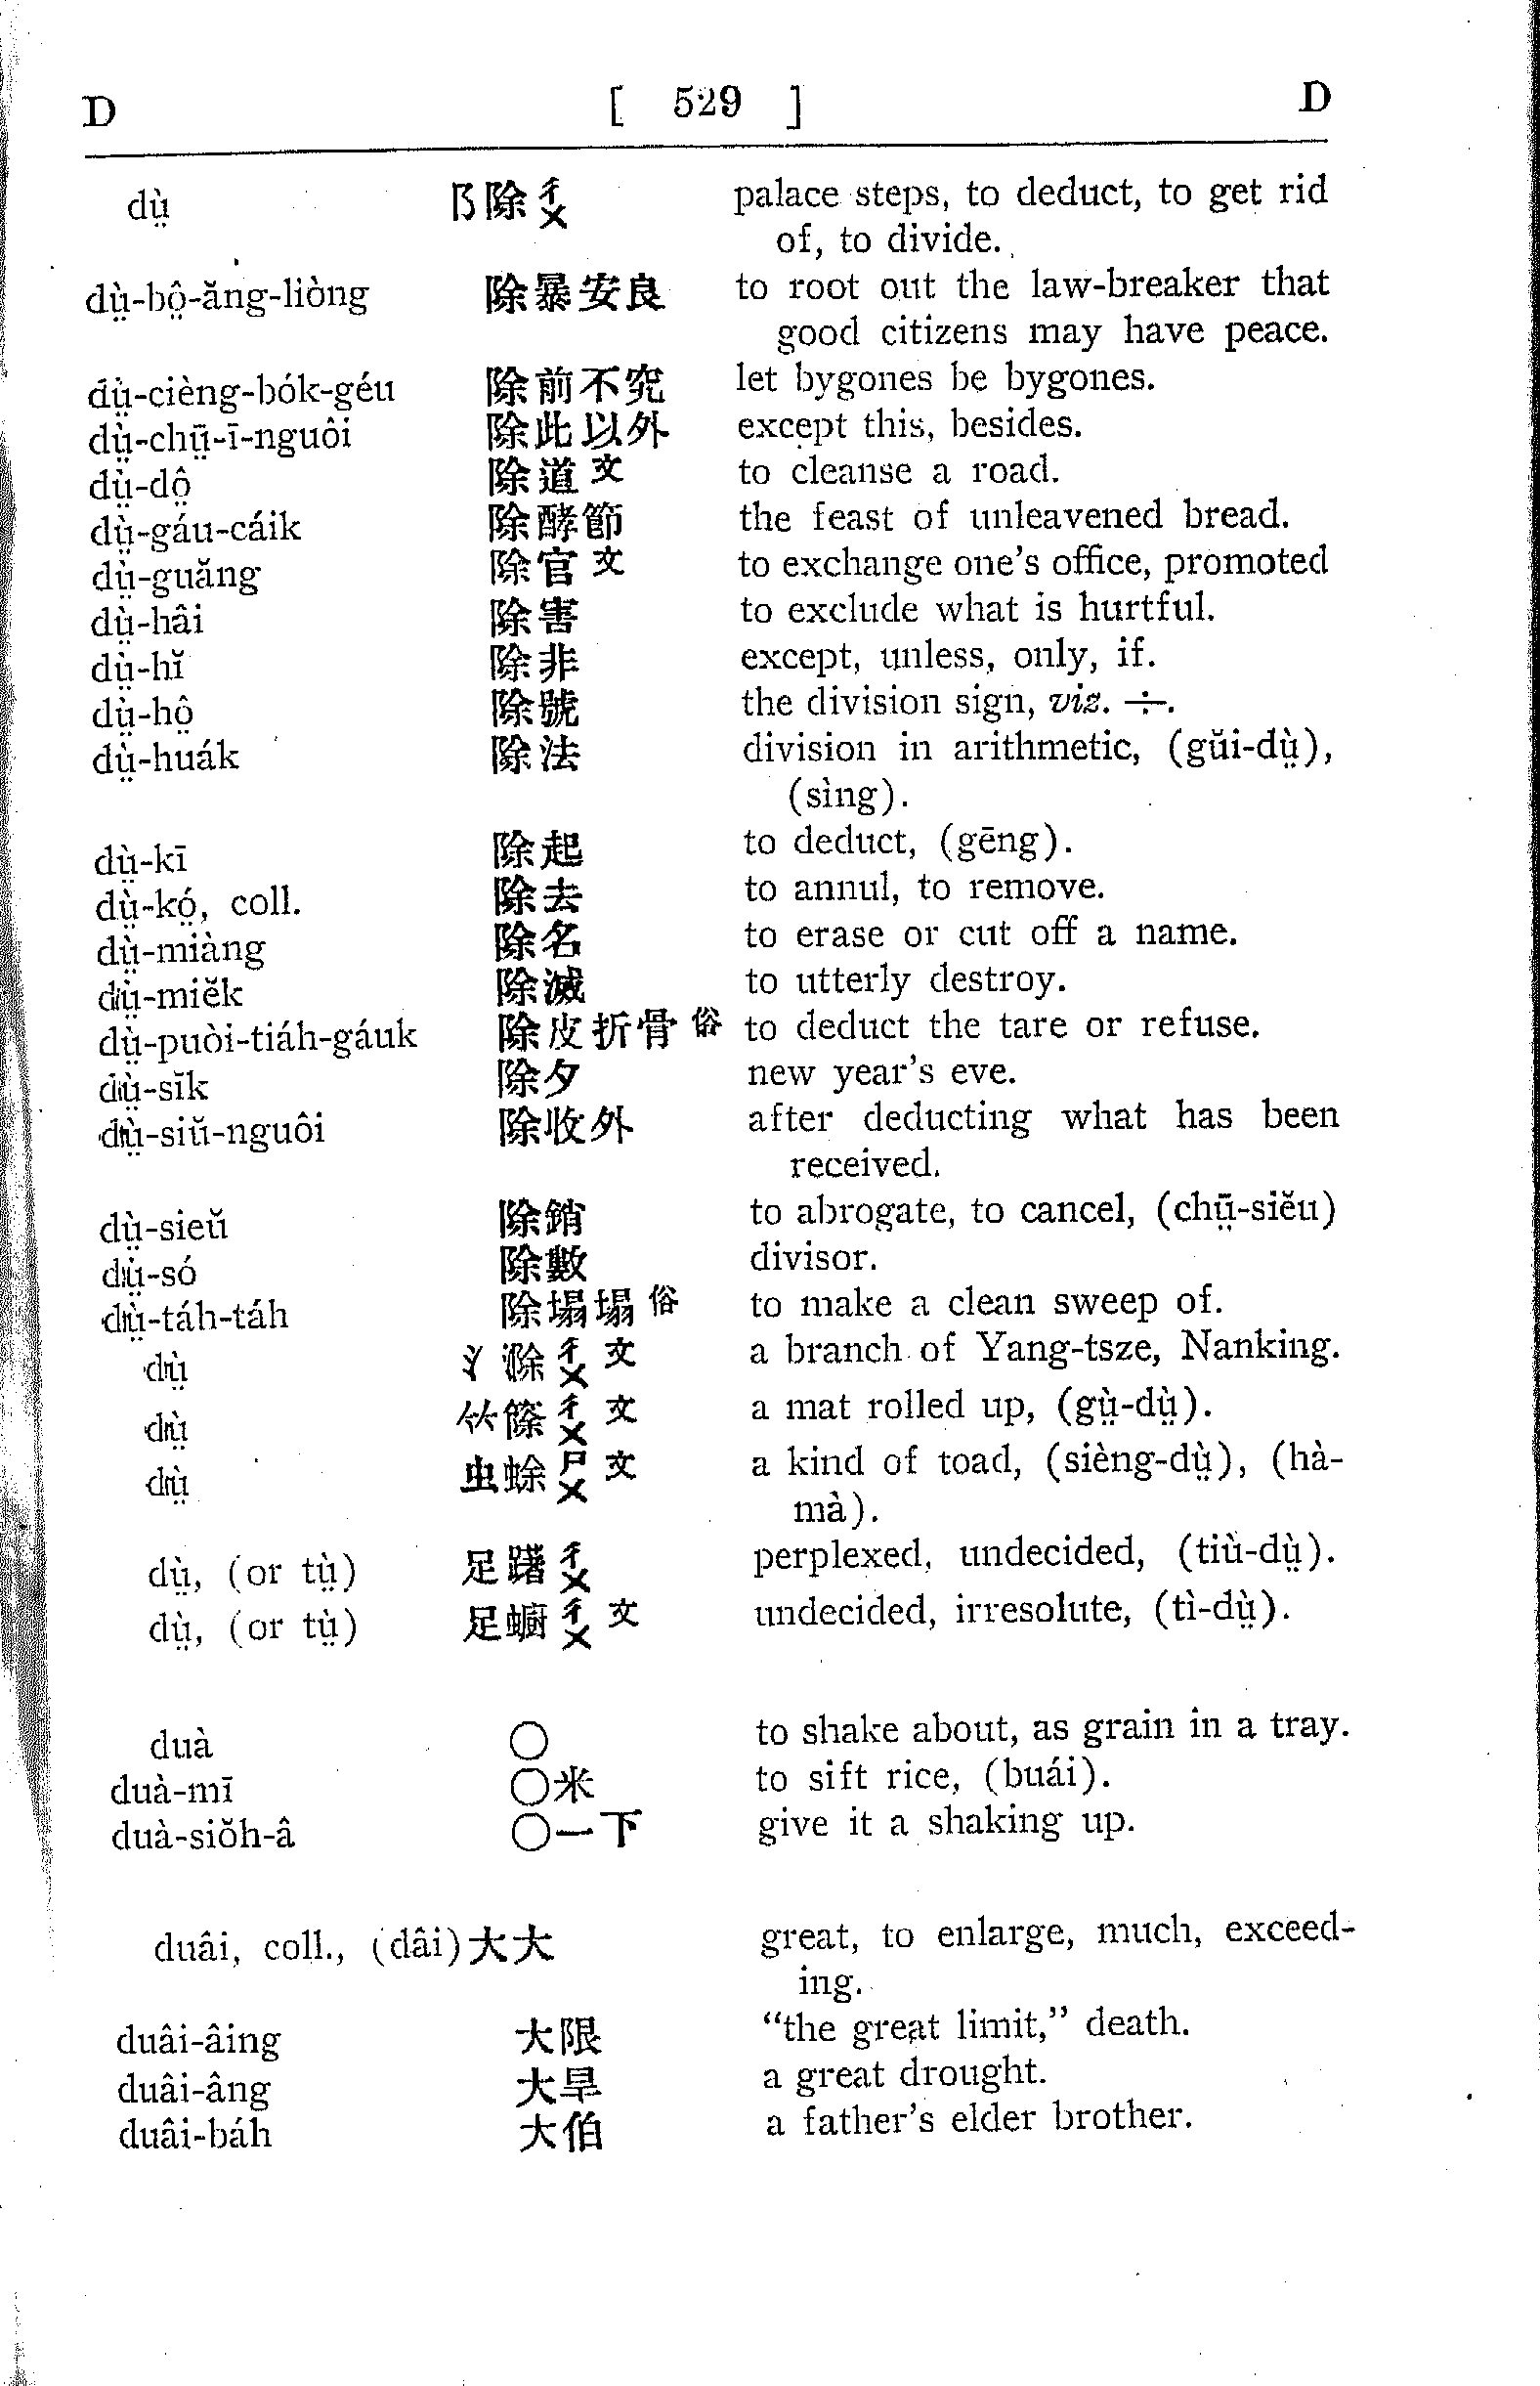 D [ 529 ] D
dṳ̀ 阝除彳ㄨ palace steps, to deduct, to get rid
of, to divide.
dṳ̀-bô̤-ăng-liòng 除暴安良 to root out the law-breaker that
good citizens may have peace.
dṳ̀-cièng-bók-géu 除前不究 let bygones be bygones.
dṳ̀-chṳ̄-ī-nguôi 除此以外 except this, besides.
dṳ̀-dô̤ 除道文 to cleanse a road.
dṳ̀-gáu-cáik 除酵節 the feast of unleavened bread.
dṳ̀-guăng 除官文 to exchange one's office, promoted
dṳ̀-hâi 除害 to exclude what is hurtful.
dṳ̀-hĭ 除非 except, unless, only, if.
dṳ̀-hô̤ 除號 the division sign, viz. ÷.
dṳ̀-huák 除法 division in arithmetic, (gŭi-dṳ̀),
(sìng).
dṳ̀-kī 除起 to deduct, (gēng).
dṳ̀-kó̤, coll. 除去 to annul, to remove.
dṳ̀-miàng 除名 to erase or cut off a name.
dṳ̀-miĕk 除滅 to utterly destroy.
dṳ̀-puòi-tiáh-gáuk 除皮折骨俗 to deduct the tare or refuse.
dṳ̀-sīk 除夕 new year's eve.
dṳ̀-siŭ-nguôi 除收外 after deducting what has been
received.
dṳ̀-sieŭ 除銷 to abrogate, to cancel, (chṳ̄-siĕu)
dṳ̀-só 除數 divisor.
dṳ̀-táh-táh 除塌塌俗 to make a clean sweep of.
dṳ̀ 氵滁彳ㄨ文 a branch of Yang-tsze, Nanking.
dṳ̀ 竹篨彳ㄨ文 a mat rolled up, (gṳ̀-dṳ̀).
dṳ̀ 虫蜍尸ㄨ文 a kind of toad, (sièng-dṳ̀), (hà-
mà).
dṳ̀, (or tṳ̀) 足躇彳ㄨ perplexed, undecided, (tiù-dṳ̀).
dṳ̀, (or tṳ̀) 足彳ㄨ文 undecided, irresolute, (tì-dṳ̀).
duà ○ to shake about, as grain in a tray.
duà-mī ○米 to sift rice, (buái).
duà-siŏh-â ○一下 give it a shaking up.
duâi, coll., (dâi) 大大 great, to enlarge, much, exceed-
ing.
duâi-âing 大限 "the great limit," death.
duâi-âng 大旱 a great drought.
duâi-báh 大伯 a father's elder brother.